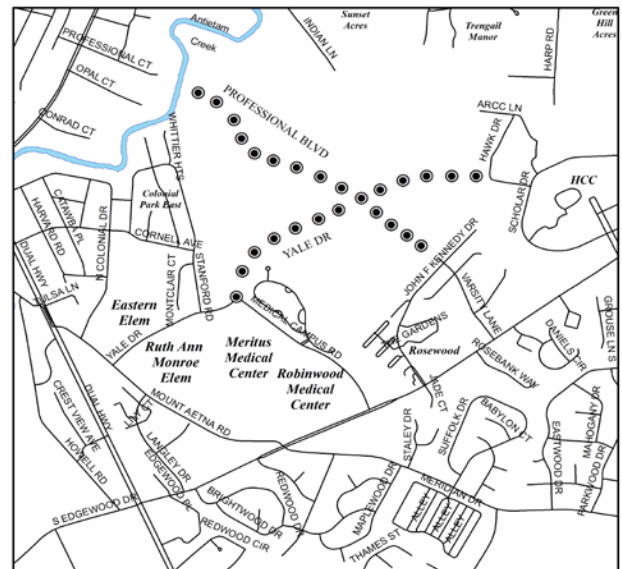 Antietam
Creek
INDIAN LN
Sunset
Acres
Trengail
Manor
HARP RD
Green
Hill
Acres
PROFESSIONAL CT
OPAL CT
CONRAD CT
WHITTIER HTS
PROFESSIONAL BLVD
ARCC LN
HAWK DR
SCHOLAR DR
HCC
CATAWBA PL
HARVARD RD
N COLONIAL DR
Colonial
Park East
CORNELL AVE
DUAL HWY
TULSA LN
MONTCLAIR CT
STANFORD RD
YALE DR
JOHN F KENNEDY DR
VARSITY LANE
Eastern
Elem
YALE DR
Ruth Ann
Monroe
Elem
Meritus
Medical
Center
MEDICAL CAMPUS RD
Robinwood
Medical
Center
GARDENS
Rosewood
JADE CT
ROSEBANK WAY
DANIELS CIR
GROUSE LN S
CREST VIEW AVE
DUAL HWY
HOWELL RD
MOUNT AETNA RD
LANGLEY DR
EDGEWOOD PL
S EDGEWOOD DR
BRIGHTWOOD DR
REDWOOD DR
REDWOOD CIR
STALEY DR
SUFFOLK DR
BABYLON CT
MERIDIAN DR
MAPLEWOOD DR
ALLEY
ALLEY
ALLEY
THAMES ST
EASTWOOD DR
MAHOGANY DR
PARKWOOD DR